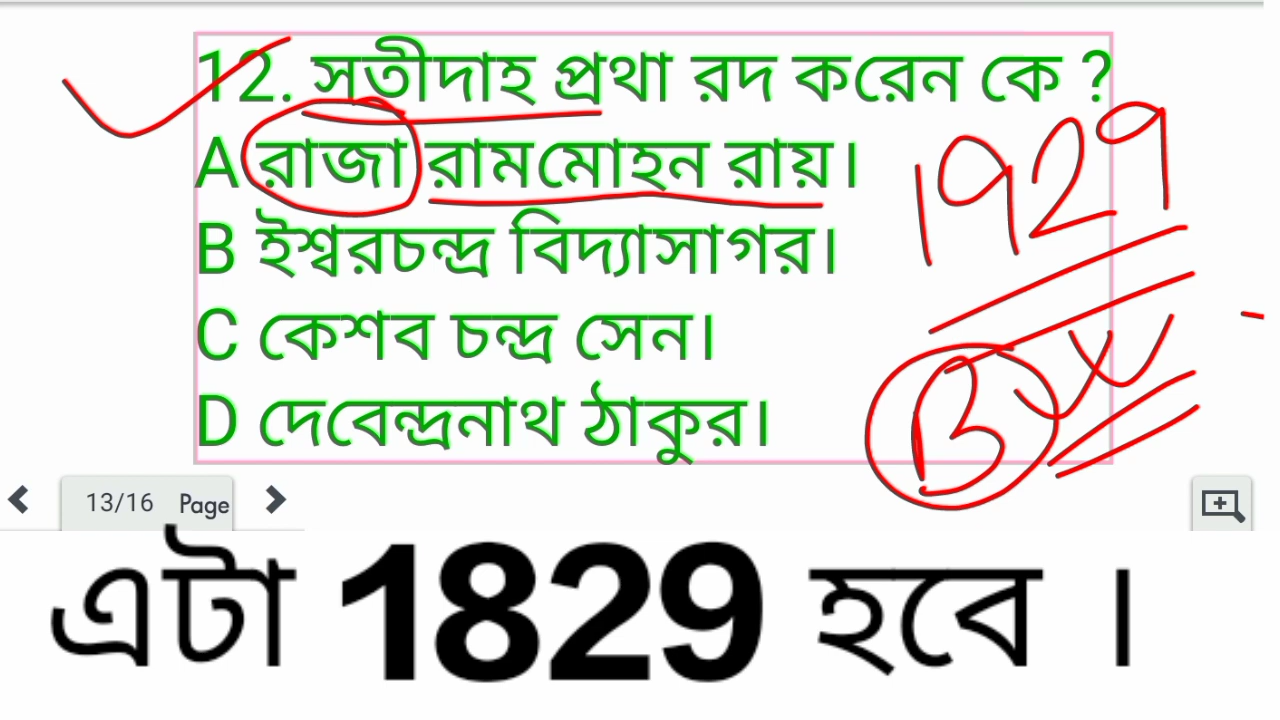 12. সতীদাহ প্রথা রদ করেন কে ?
A রাজা রামমোহন রায়।
1929
B ইশ্বরচন্দ্র বিদ্যাসাগর।
C কেশব চন্দ্র সেন।
B
D দেবেন্দ্রনাথ ঠাকুর।
13/16 Page
এটা 1829 হবে ।